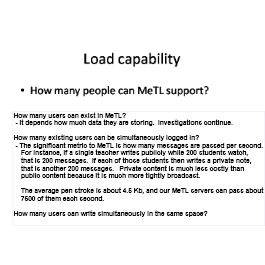 Load capability
• How many people can MeTL support?
How many users can exist in MeTL?
- It depends how much data they are storing. Investigations continue.
How many existing users can be simultaneously logged in?
- The significant metric to MeTL is how many messages are passed per second.
For instance, if a single teacher writes publicly while 200 students watch,
that is 200 messages. If each of those students then writes a private note,
that is another 200 messages. Private content is much less costly than
public content because it is much more tightly broadcast.
The average pen stroke is about 4.5 Kb, and our MeTL servers can pass about
7500 of them each second.
How many users can write simultaneously in the same space?